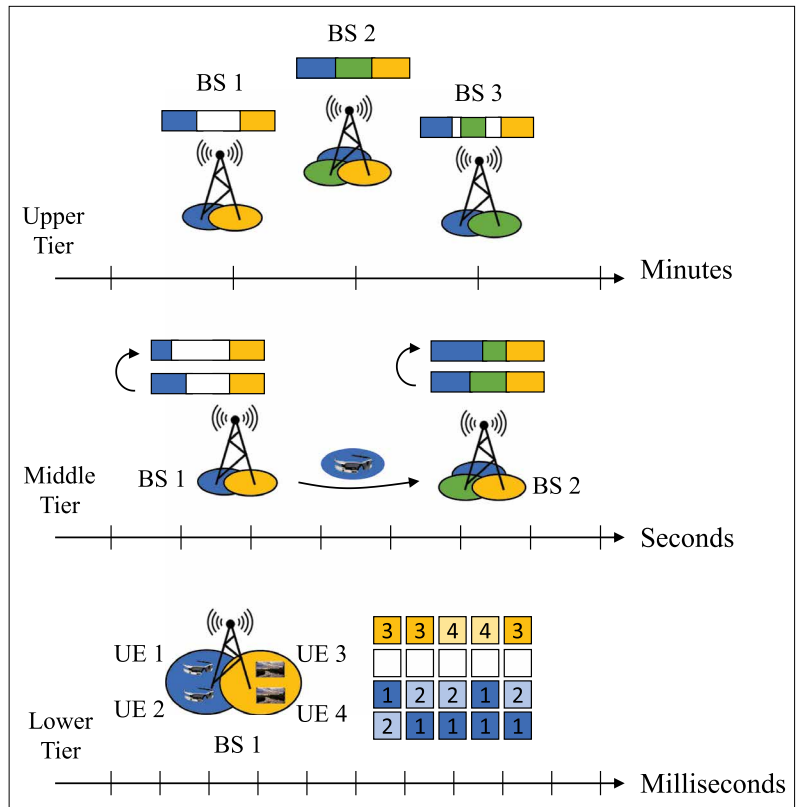 BS 2
BS 1
BS 3
Upper
Tier
Minutes
BS 1
BS 2
Middle
Tier
Seconds
UE 1
UE 3
3 3 4 4 3
UE 2
UE 4
1 2 2 1 2
2 1 1 1 1
BS 1
Lower
Tier
Milliseconds